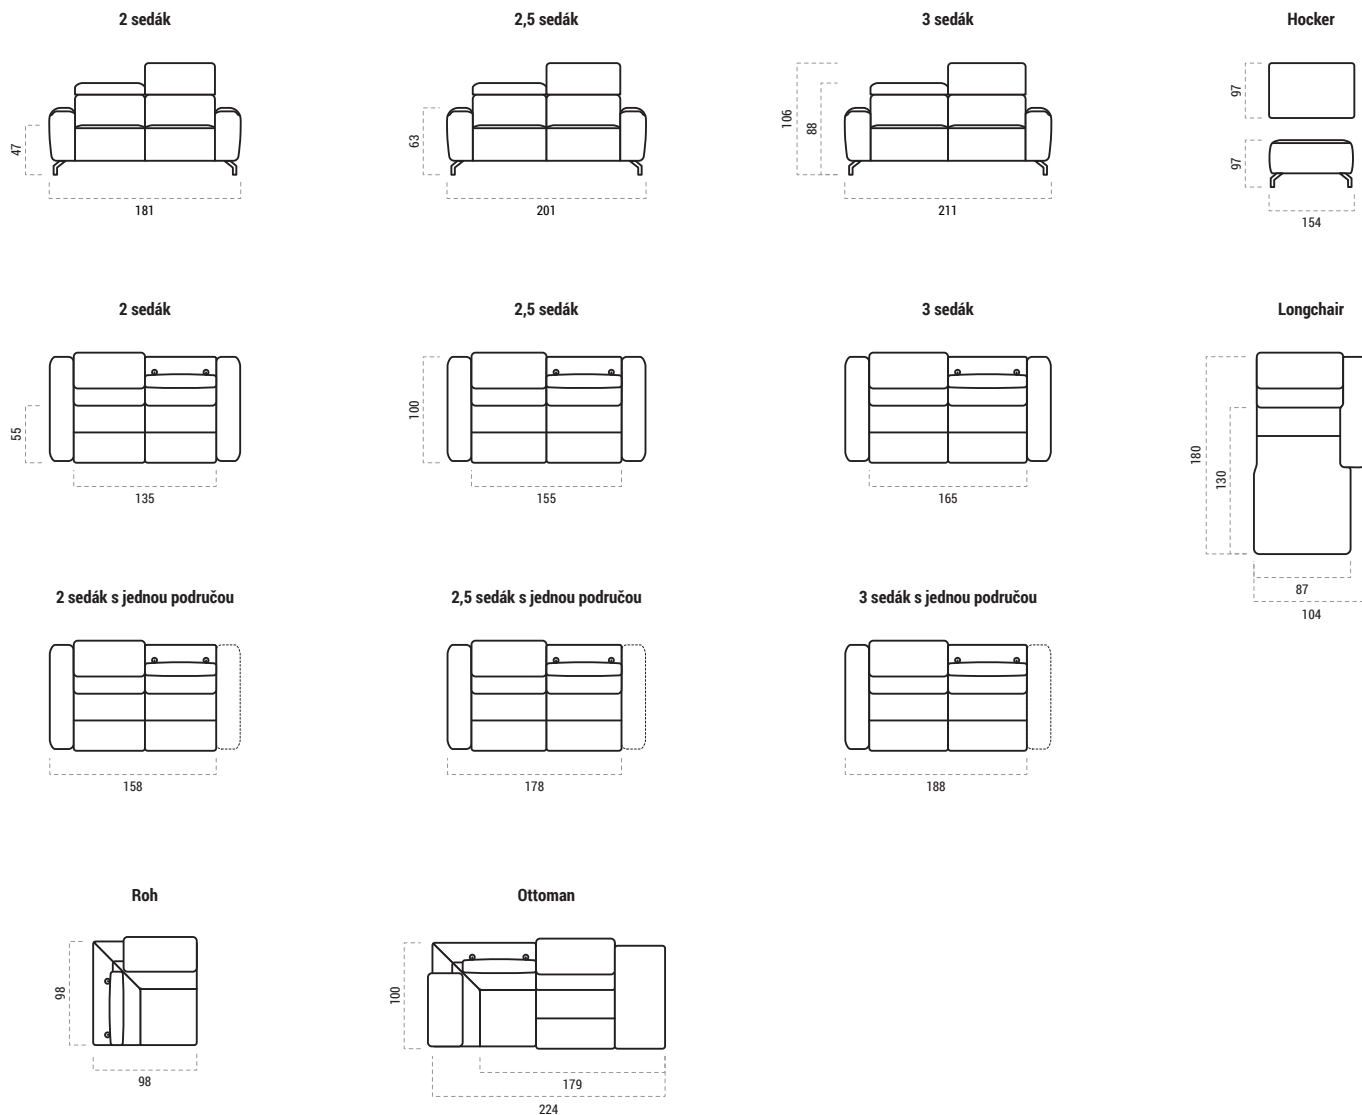 2 sedák
2,5 sedák
3 sedák
Hocker
47
181
63
201
106
88
211
97
97
154
2 sedák
2,5 sedák
3 sedák
Longchair
55
135
100
155
165
180
130
87
104
2 sedák s jednou područou
2,5 sedák s jednou područou
3 sedák s jednou područou
158
178
188
Roh
Ottoman
98
98
100
179
224